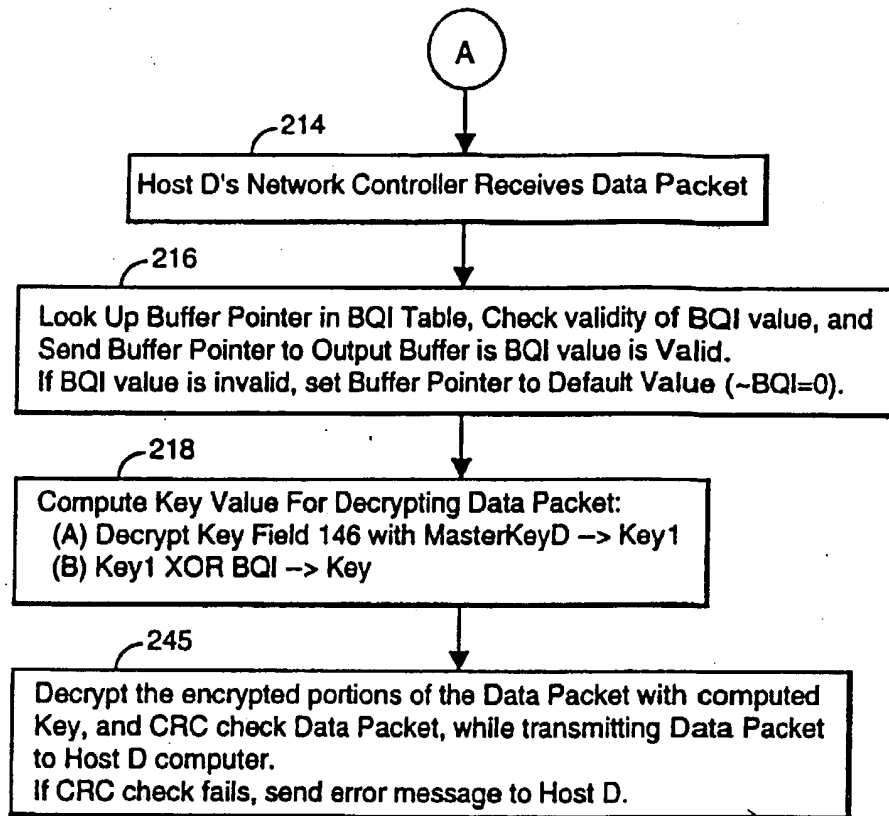 A
214
Host D's Network Controller Receives Data Packet
216
Look Up Buffer Pointer in BQI Table, Check validity of BQI value, and
Send Buffer Pointer to Output Buffer is BQI value is Valid.
If BQI value is invalid, set Buffer Pointer to Default Value (~BQI=0).
218
Compute Key Value For Decrypting Data Packet:
(A) Decrypt Key Field 146 with MasterKeyD --> Key1
(B) Key1 XOR BQI --> Key
245
Decrypt the encrypted portions of the Data Packet with computed
Key, and CRC check Data Packet, while transmitting Data Packet
to Host D computer.
If CRC check fails, send error message to Host D.